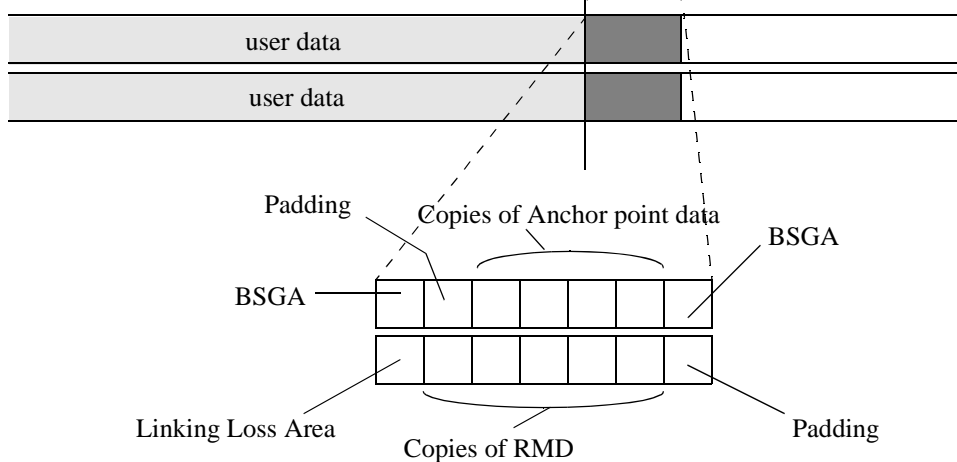 user data
user data
Padding
Copies of Anchor point data
BSGA
BSGA
Linking Loss Area
Copies of RMD
Padding